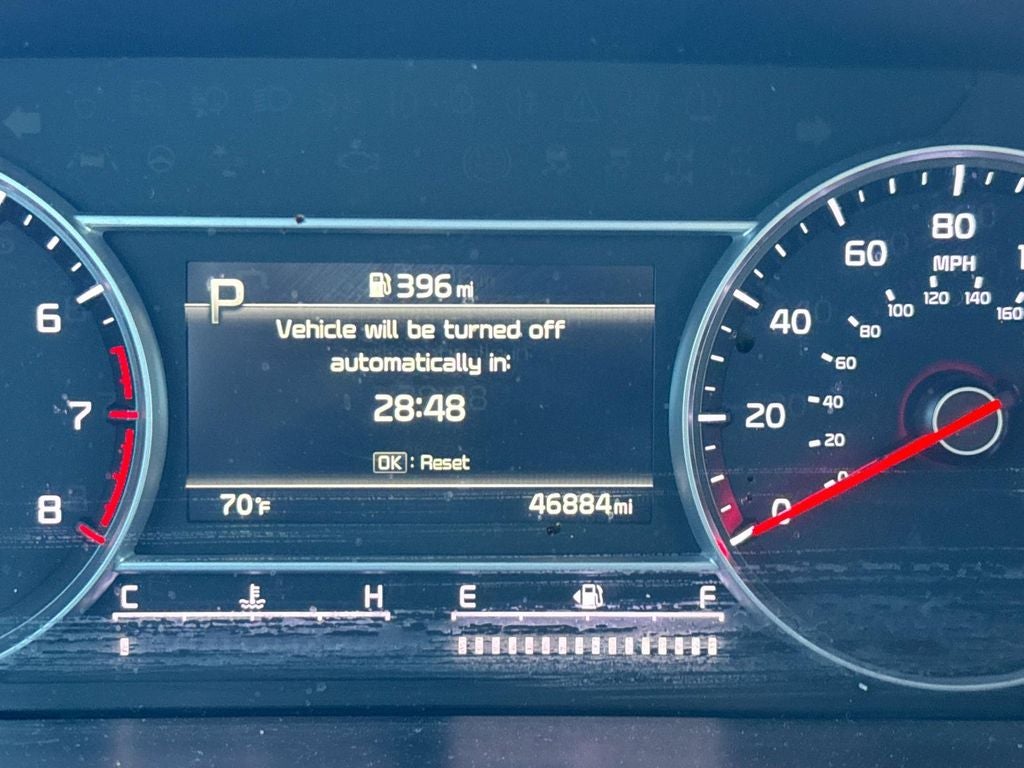 P
396 mi
Vehicle will be turned off
automatically in:
28:48
OK : Reset
70°F
46884 mi
C
H
E
F
6
7
8
80
MPH
60
40
20
0
100
120
140
160
80
60
40
20
0